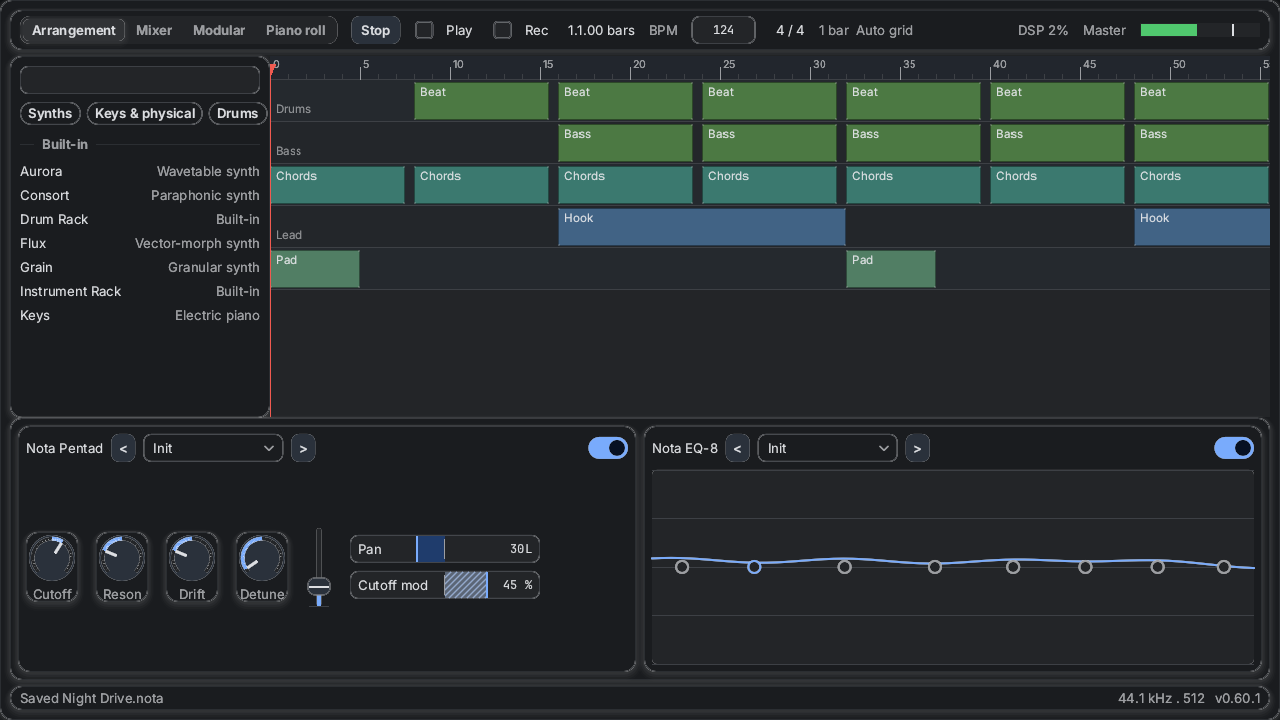 Arrangement Mixer Modular Piano roll Stop Play Rec 1.1.00 bars BPM 124 4 / 4 1 bar Auto grid DSP 2% Master
0 5 10 15 20 25 30 35 40 45 50 5
Synths Keys & physical Drums
Built-in
Aurora Wavetable synth
Consort Paraphonic synth
Drum Rack Built-in
Flux Vector-morph synth
Grain Granular synth
Instrument Rack Built-in
Keys Electric piano
Drums Beat Beat Beat Beat Beat Beat
Bass Bass Bass Bass Bass Bass
Chords Chords Chords Chords Chords Chords Chords
Lead Hook Hook
Pad Pad
Nota Pentad < Init >
Cutoff Reson Drift Detune
Pan 30L
Cutoff mod 45 %
Nota EQ-8 < Init >
Saved Night Drive.nota 44.1 kHz . 512 v0.60.1